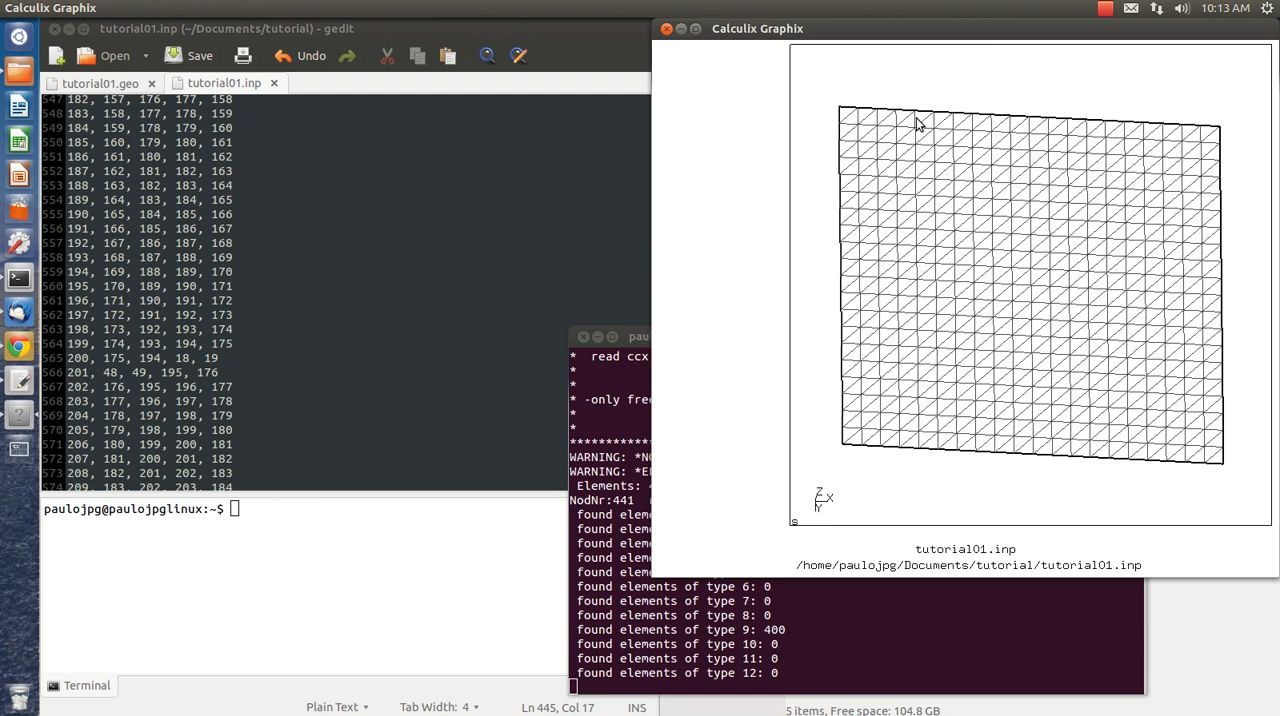 Calculix Graphix
10:13 AM
tutorial01.inp (~/Documents/tutorial) - gedit
Open
Save
Undo
tutorial01.geo
tutorial01.inp
547 182, 157, 176, 177, 158
548 183, 158, 177, 178, 159
549 184, 159, 178, 179, 160
550 185, 160, 179, 180, 161
551 186, 161, 180, 181, 162
552 187, 162, 181, 182, 163
553 188, 163, 182, 183, 164
554 189, 164, 183, 184, 165
555 190, 165, 184, 185, 166
556 191, 166, 185, 186, 167
557 192, 167, 186, 187, 168
558 193, 168, 187, 188, 169
559 194, 169, 188, 189, 170
560 195, 170, 189, 190, 171
561 196, 171, 190, 191, 172
562 197, 172, 191, 192, 173
563 198, 173, 192, 193, 174
564 199, 174, 193, 194, 175
565 200, 175, 194, 18, 19
566 201, 48, 49, 195, 176
567 202, 176, 195, 196, 177
568 203, 177, 196, 197, 178
569 204, 178, 197, 198, 179
570 205, 179, 198, 199, 180
571 206, 180, 199, 200, 181
572 207, 181, 200, 201, 182
573 208, 182, 201, 202, 183
574 209, 183, 202, 203, 184
paulojpg@paulojpglinux:~$
Terminal
Plain Text
Tab Width: 4
Ln 445, Col 17
INS
* read ccx
*
*
* -only fre
*
*
WARNING: *
WARNING: *E
Elements:
NodNr:441
found eleme
found eleme
found eleme
found eleme
found eleme
found elements of type 6: 0
found elements of type 7: 0
found elements of type 8: 0
found elements of type 9: 400
found elements of type 10: 0
found elements of type 11: 0
found elements of type 12: 0
5 items, Free space: 104.8 GB
Calculix Graphix
Z
X
Y
s
tutorial01.inp
/home/paulojpg/Documents/tutorial/tutorial01.inp